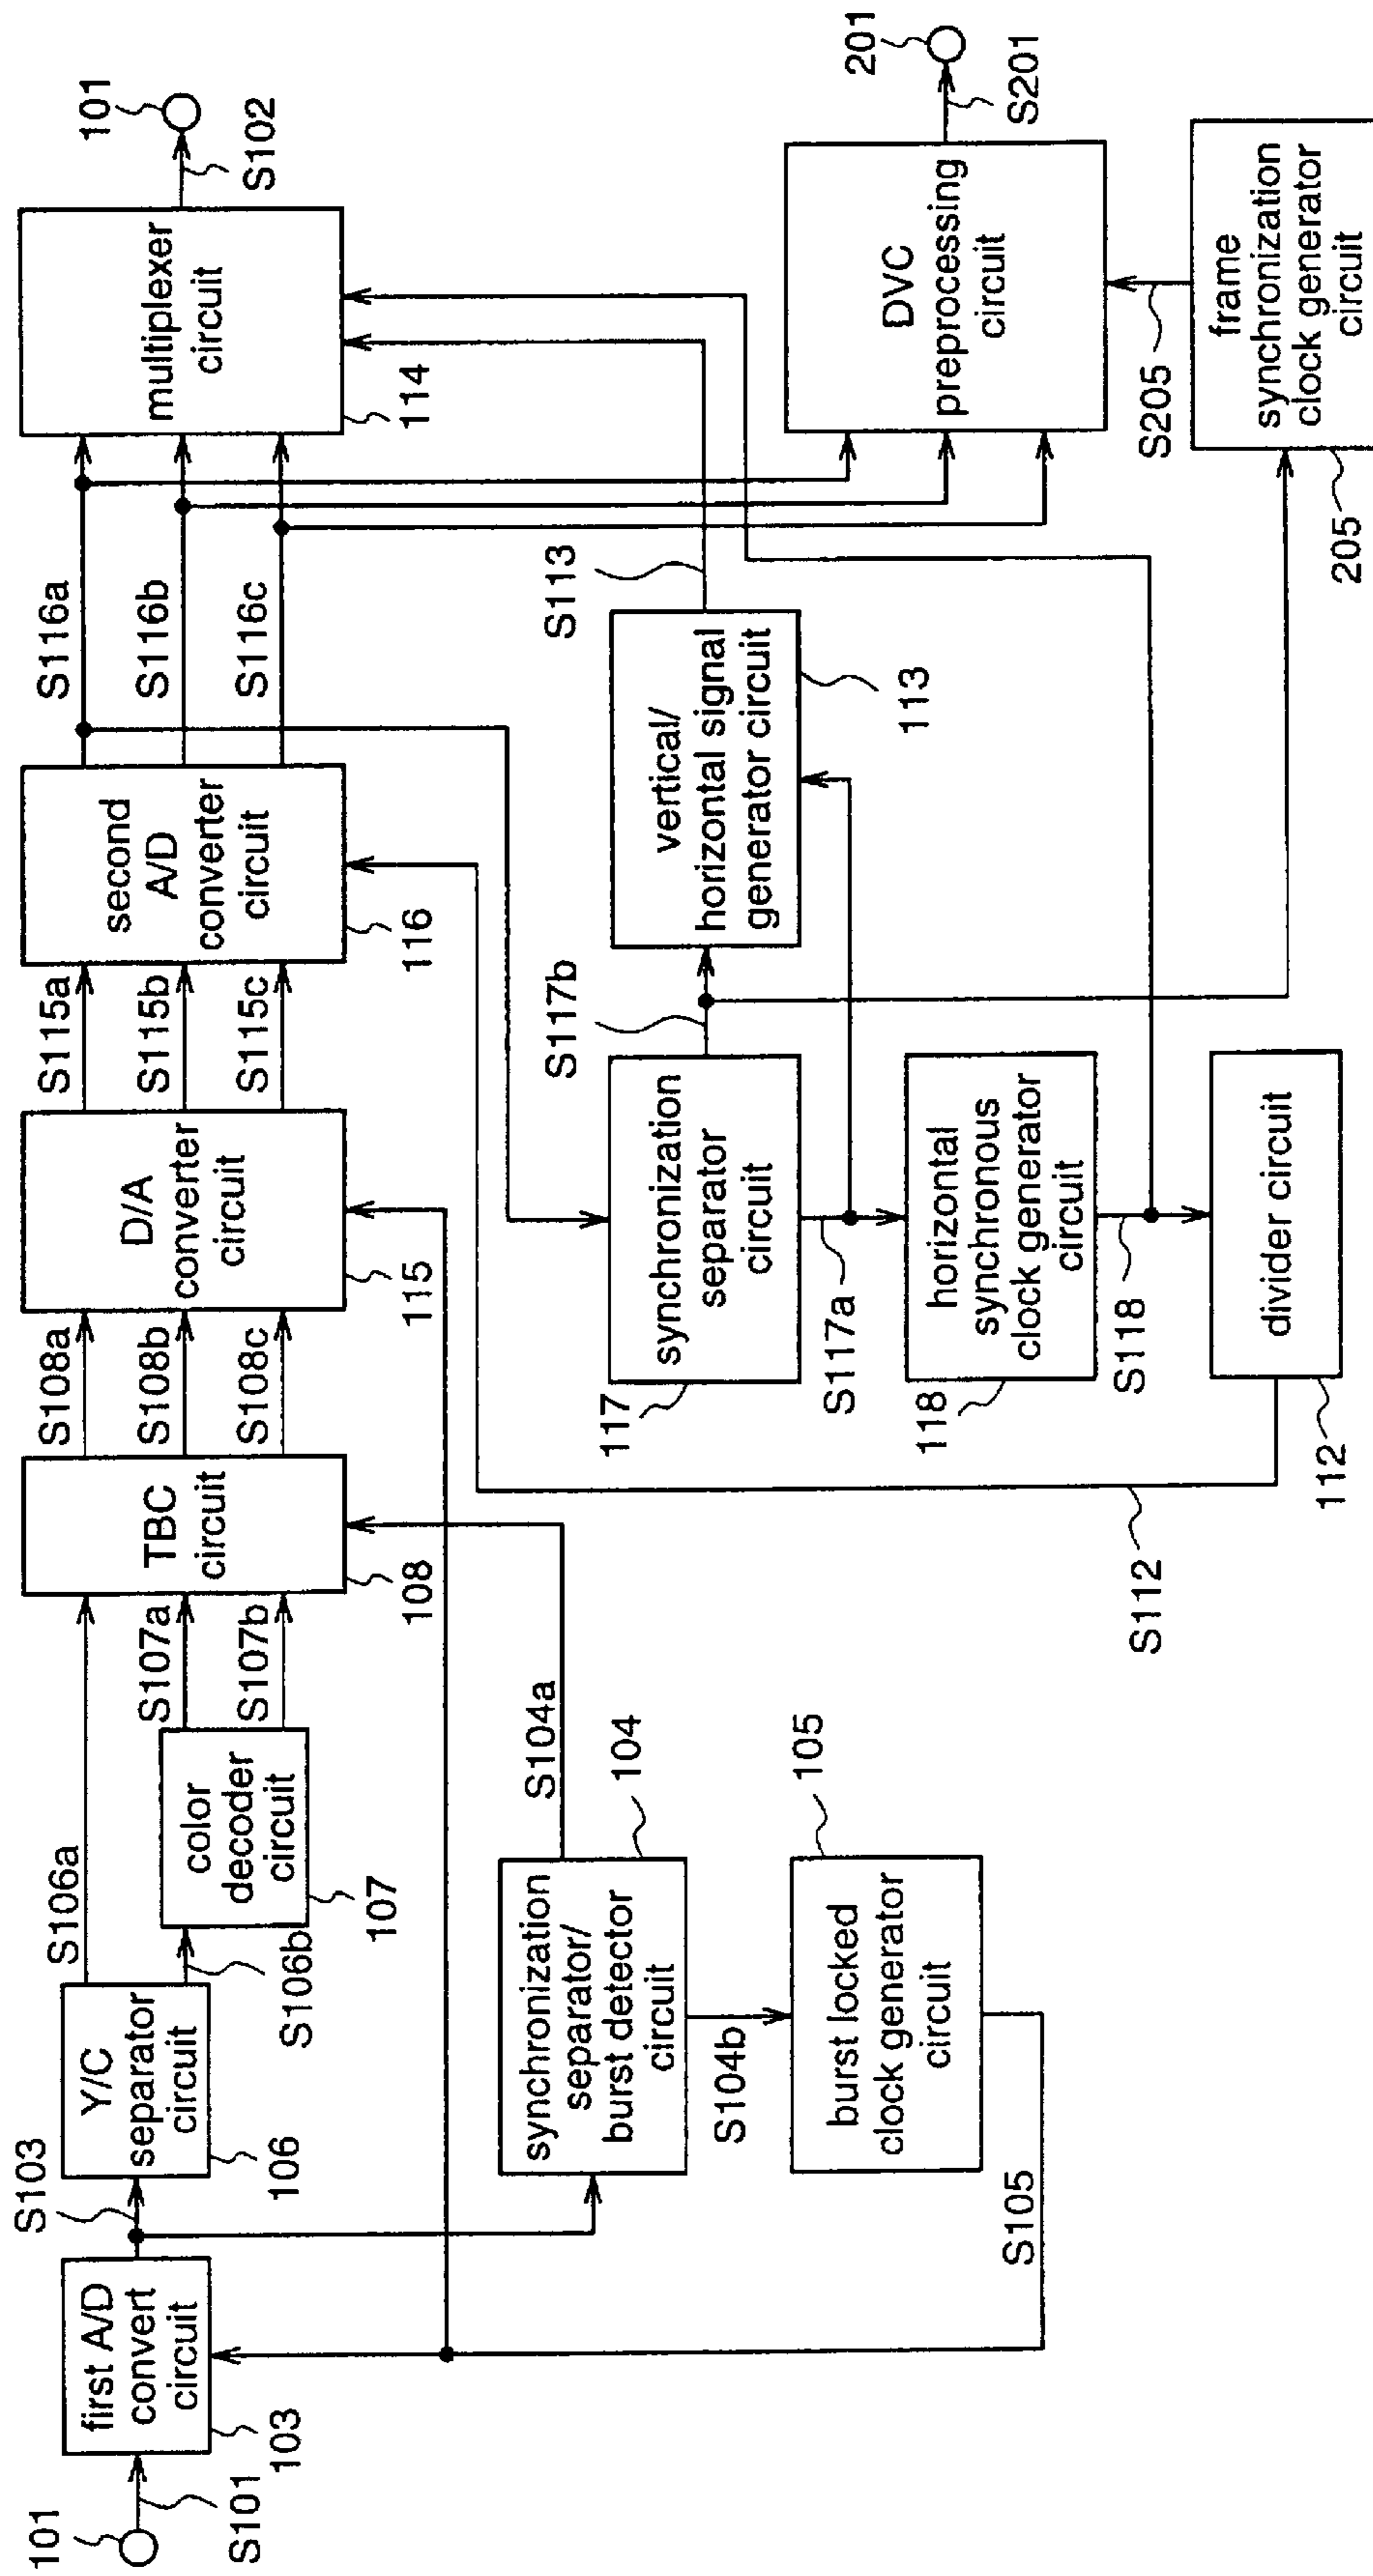 101
S101
first A/D
convert
circuit
103
S103
Y/C
separator
circuit
106
S106a
S106b
color
decoder
circuit
107
S107a
S107b
TBC
circuit
108
S108a
S108b
S108c
D/A
converter
circuit
115
S115a
S115b
S115c
second
A/D
converter
circuit
116
S116a
S116b
S116c
multiplexer
circuit
114
101
S102
synchronization
separator/
burst detector
circuit
104
S104a
S104b
burst locked
clock generator
circuit
105
S105
synchronization
separator
circuit
117
S117b
S117a
vertical/
horizontal signal
generator circuit
113
S113
horizontal
synchronous
clock generator
circuit
118
S118
divider circuit
112
S112
DVC
preprocessing
circuit
201
S201
S205
frame
synchronization
clock generator
circuit
205